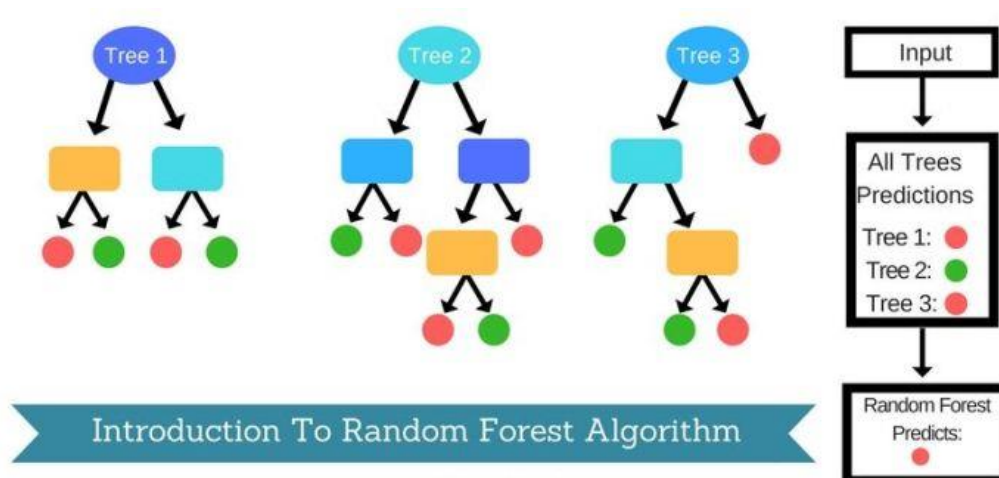 Tree 1
Tree 2
Tree 3
Input
All Trees
Predictions
Tree 1:
Tree 2:
Tree 3:
Random Forest
Predicts:
Introduction To Random Forest Algorithm